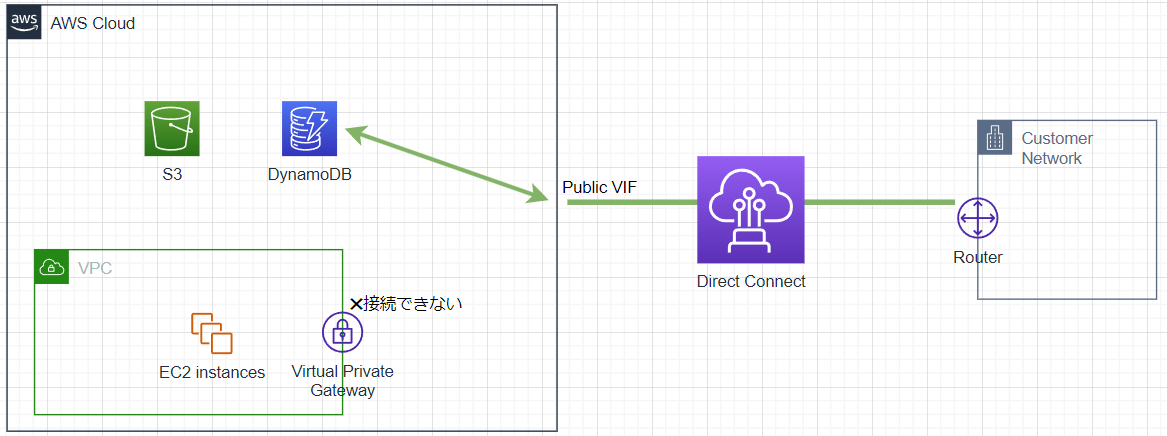 aws
AWS Cloud
S3
DynamoDB
Public VIF
Direct Connect
Customer
Network
Router
VPC
×接続できない
EC2 instances
Virtual Private
Gateway